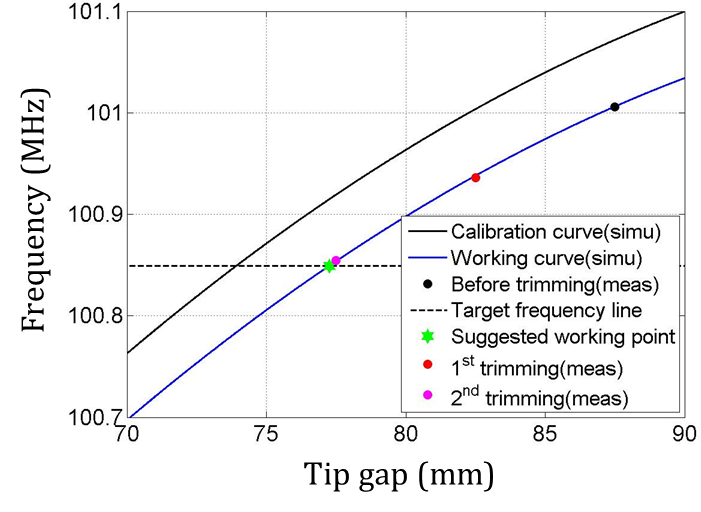 101.1
101
100.9
100.8
100.7
Frequency (MHz)
Calibration curve(simu)
Working curve(simu)
Before trimming(meas)
Target frequency line
Suggested working point
1st trimming(meas)
2nd trimming(meas)
70 75 80 85 90
Tip gap (mm)